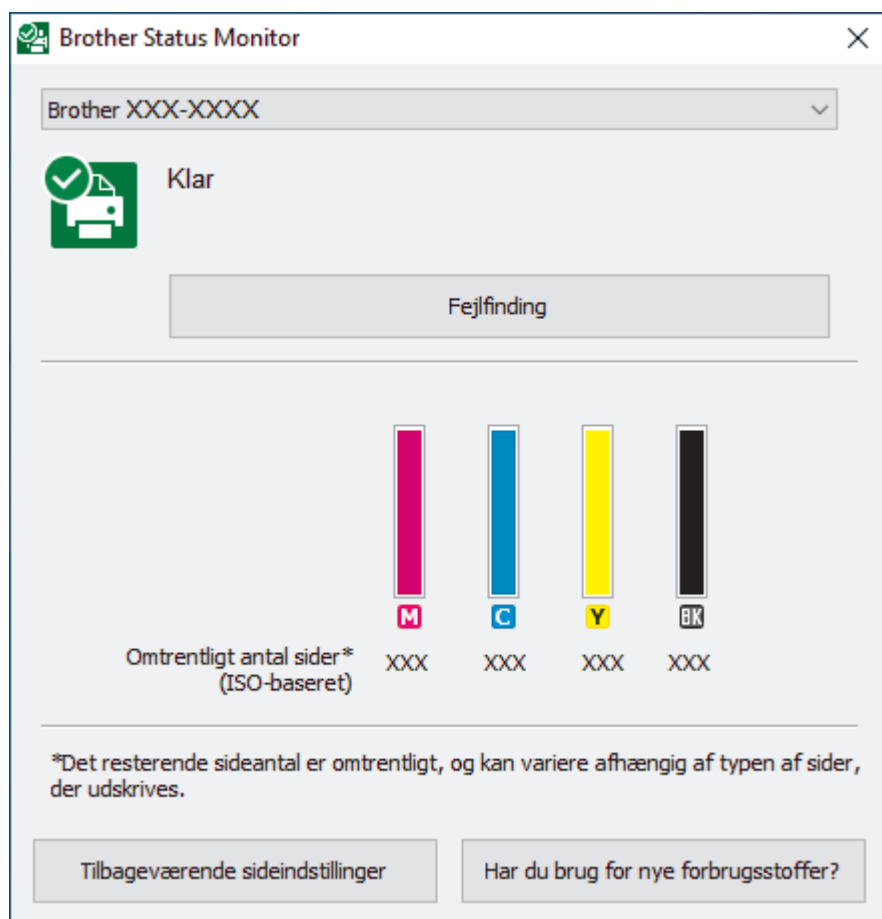 Brother Status Monitor
Brother XXX-XXXX
Klar
Fejlfinding
M C Y BK
Omtrentligt antal sider* XXX XXX XXX XXX
(ISO-baseret)
*Det resterende sideantal er omtrentligt, og kan variere afhængig af typen af sider,
der udskrives.
Tilbageværende sideindstillinger Har du brug for nye forbrugsstoffer?